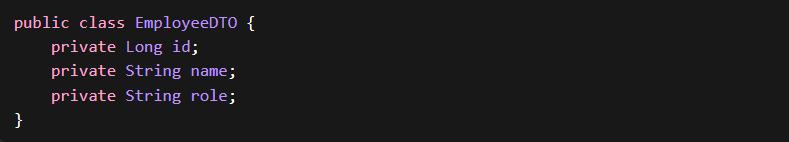 public class EmployeeDTO {
    private Long id;
    private String name;
    private String role;
}